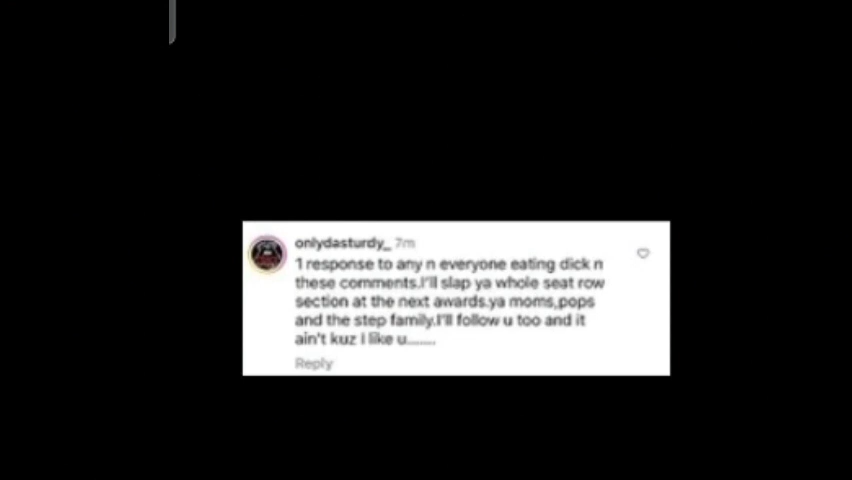 onlydasturdy_ 7m
1 response to any n everyone eating dick n
these comments.I'll slap ya whole seat row
section at the next awards.ya moms,pops
and the step family.I'll follow u too and it
ain't kuz I like u.......
Reply